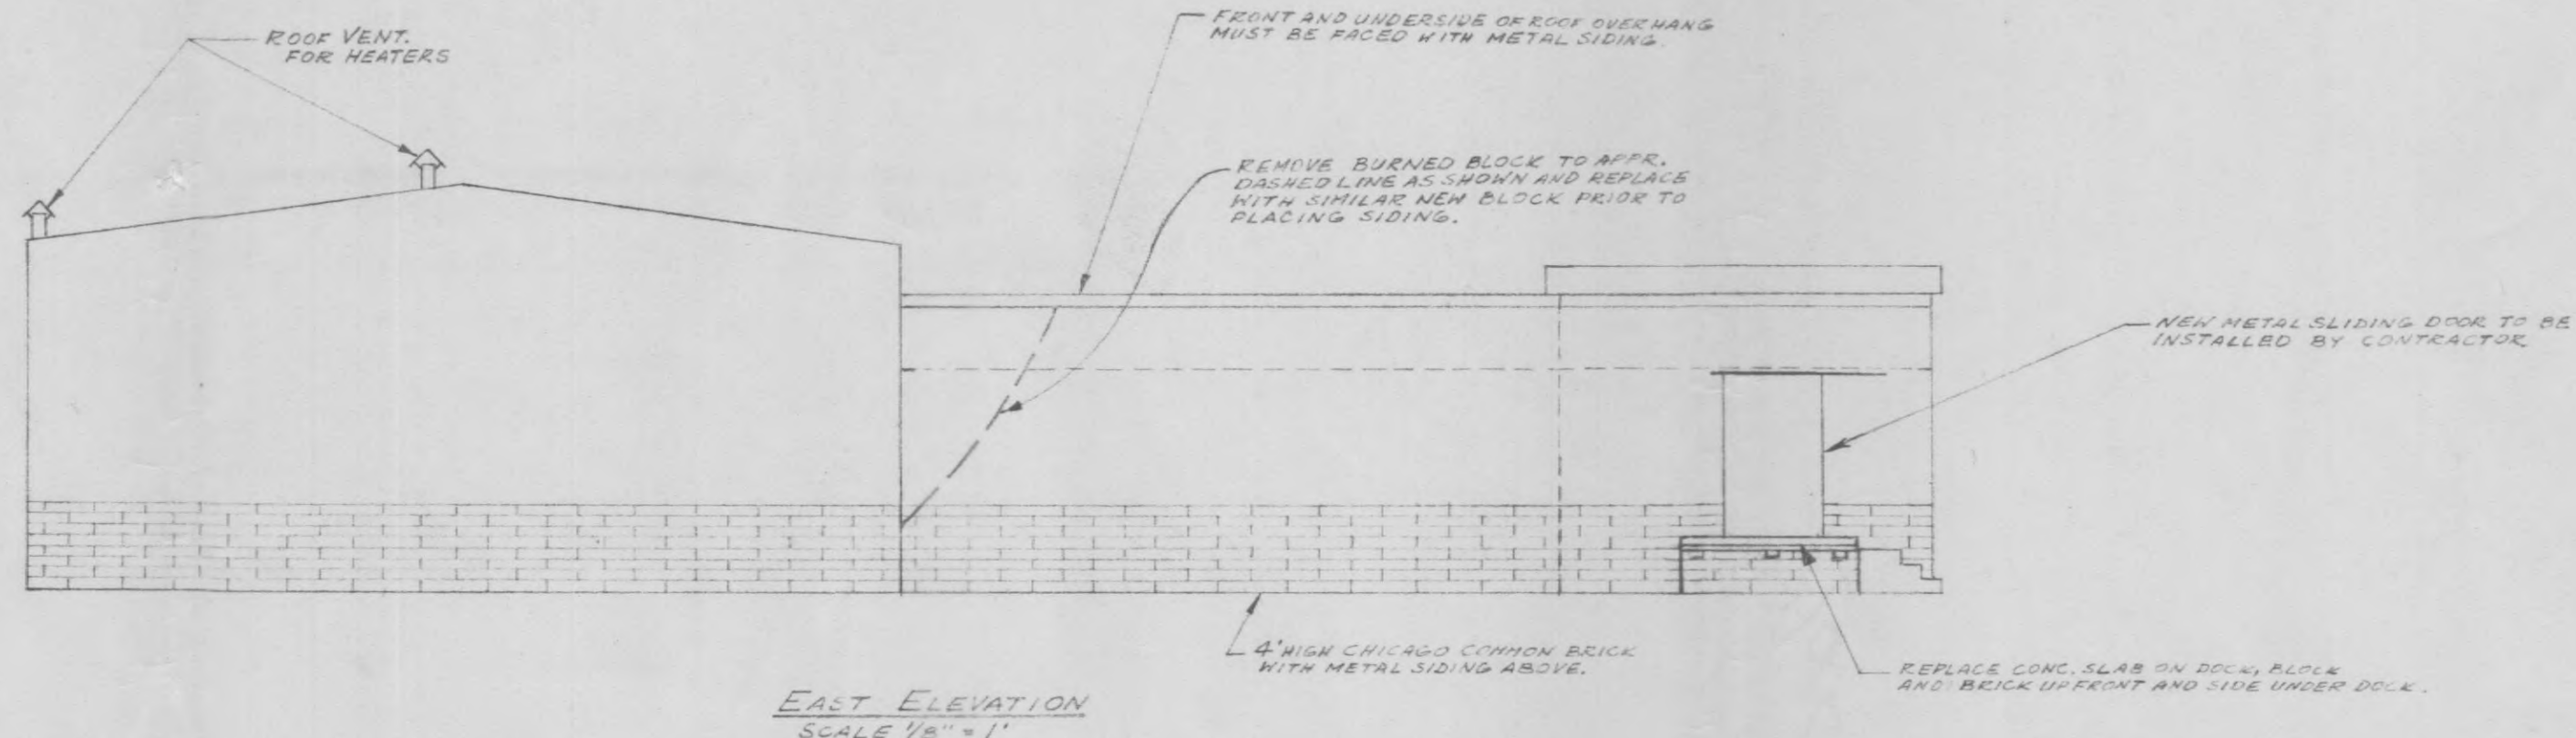 ROOF VENT.
FOR HEATERS
FRONT AND UNDERSIDE OF ROOF OVERHANG
MUST BE FACED WITH METAL SIDING.
REMOVE BURNED BLOCK TO APPR.
DASHED LINE AS SHOWN AND REPLACE
WITH SIMILAR NEW BLOCK PRIOR TO
PLACING SIDING.
NEW METAL SLIDING DOOR TO BE
INSTALLED BY CONTRACTOR
4' HIGH CHICAGO COMMON BRICK
WITH METAL SIDING ABOVE.
REPLACE CONC. SLAB ON DOCK, BLOCK
AND BRICK UP FRONT AND SIDE UNDER DOCK.
EAST ELEVATION
SCALE 1/8" = 1'